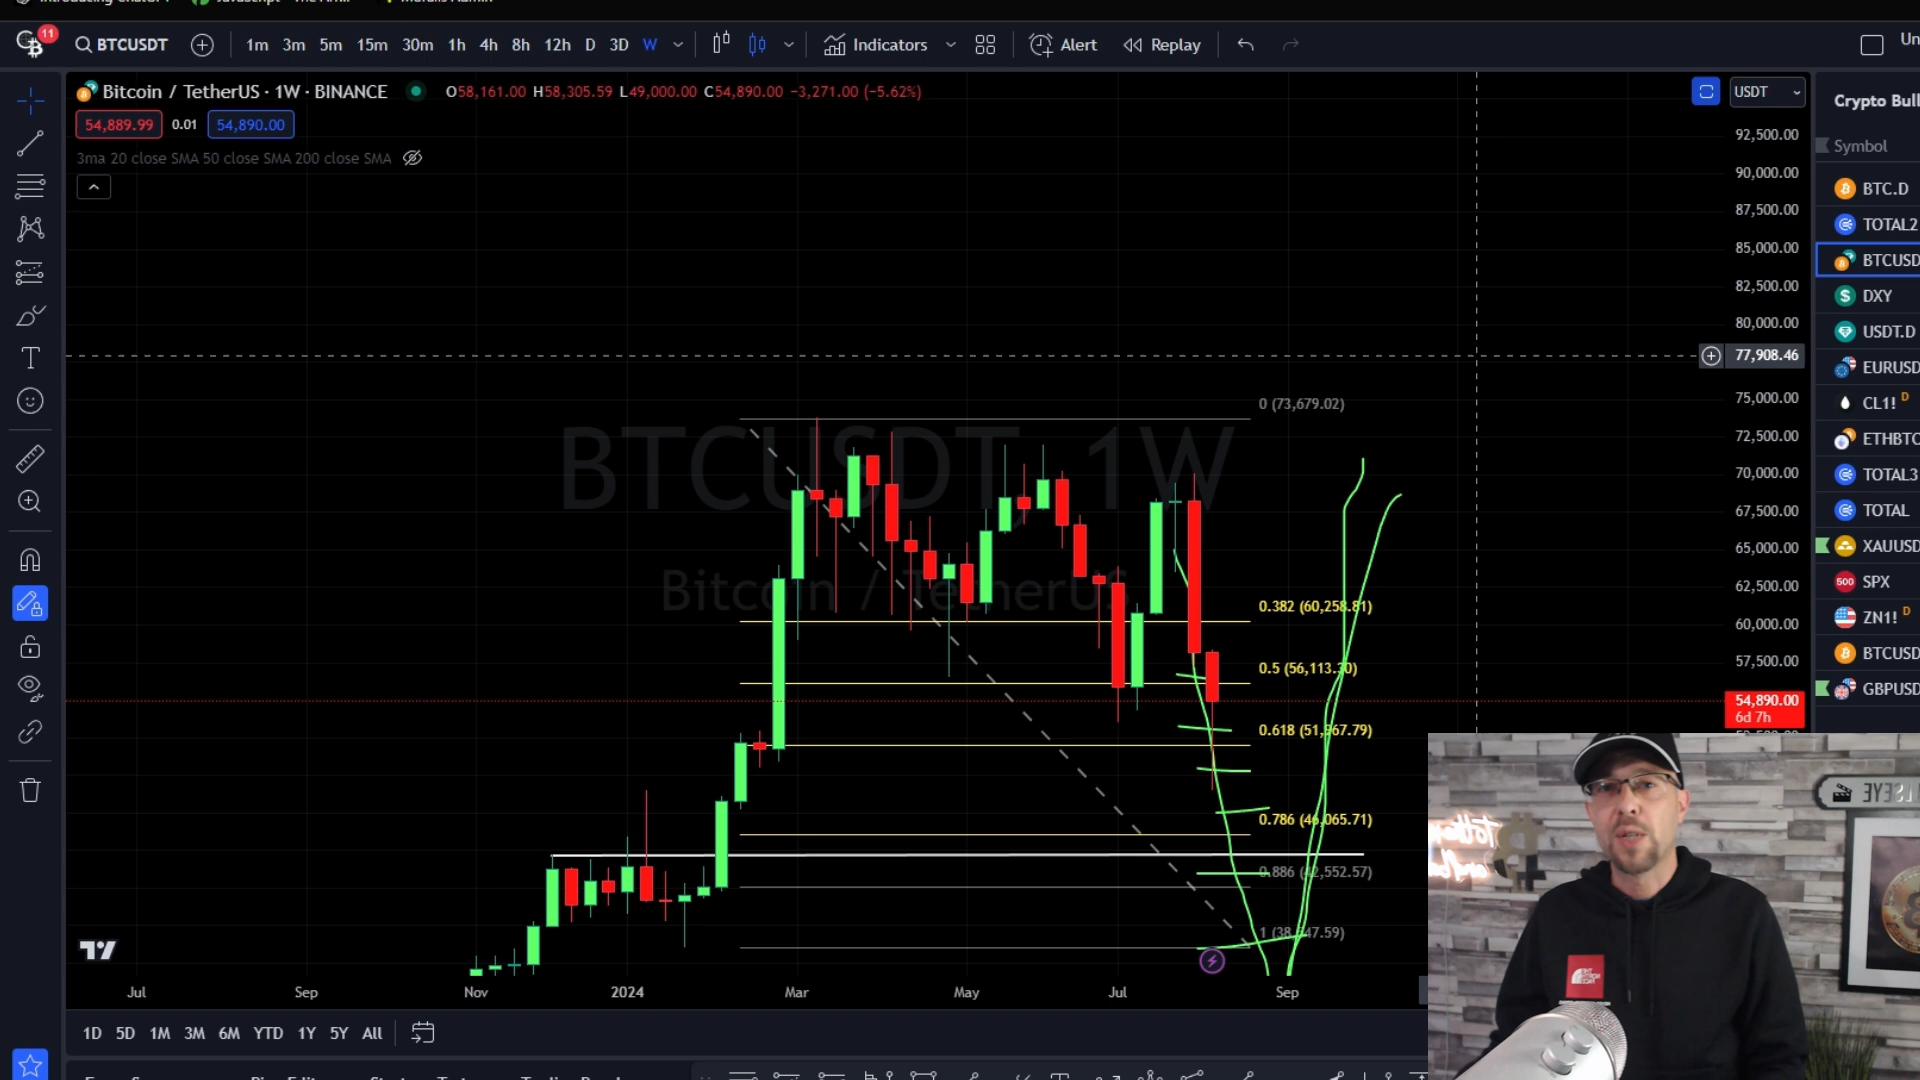 11
BTCUSDT
1m 3m 5m 15m 30m 1h 4h 8h 12h D 3D W
Indicators
Alert
Replay
Un
Bitcoin / TetherUS · 1W · BINANCE
O58,161.00 H58,305.59 L49,000.00 C54,890.00 −3,271.00 (−5.62%)
54,889.99 0.01 54,890.00
3ma 20 close SMA 50 close SMA 200 close SMA
USDT
92,500.00
90,000.00
87,500.00
85,000.00
82,500.00
80,000.00
77,908.46
75,000.00
72,500.00
70,000.00
67,500.00
65,000.00
62,500.00
60,000.00
57,500.00
54,890.00
6d 7h
BTCUSDT, 1W
Bitcoin / TetherUS
0 (73,679.02)
0.382 (60,258.81)
0.5 (56,113.30)
0.618 (51,967.79)
0.786 (46,065.71)
0.886 (42,552.57)
Jul Sep Nov 2024 Mar May Jul Sep
1D 5D 1M 3M 6M YTD 1Y 5Y All
Crypto Bull
Symbol
BTC.D
TOTAL2
BTCUSD
DXY
USDT.D
EURUSD
CL1! D
ETHBTC
TOTAL3
TOTAL
XAUUSD
500 SPX
ZN1! D
BTCUSD
GBPUSD